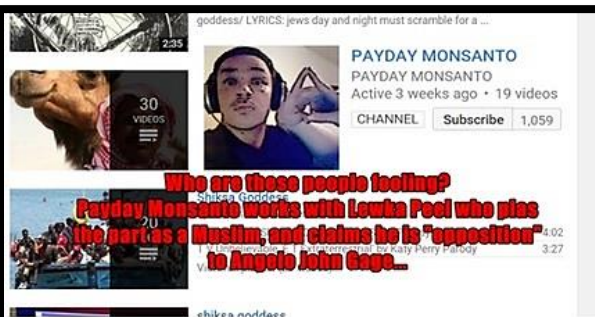 goddess/ LYRICS: jews day and night must scramble for a ...
2:35
PAYDAY MONSANTO
PAYDAY MONSANTO
Active 3 weeks ago • 19 videos
CHANNEL Subscribe 1,059
30
VIDEOS
Who are those people fooling?
Shiksa Goddess
Payday Monsanto works with Lewka Peel who plas
20
the part as a Muslim, and claims he is "opposition"
4:02
Extraterrestrial' by Katy Perry Parody 3:27
to Angelo John Gage...
shiksa goddess